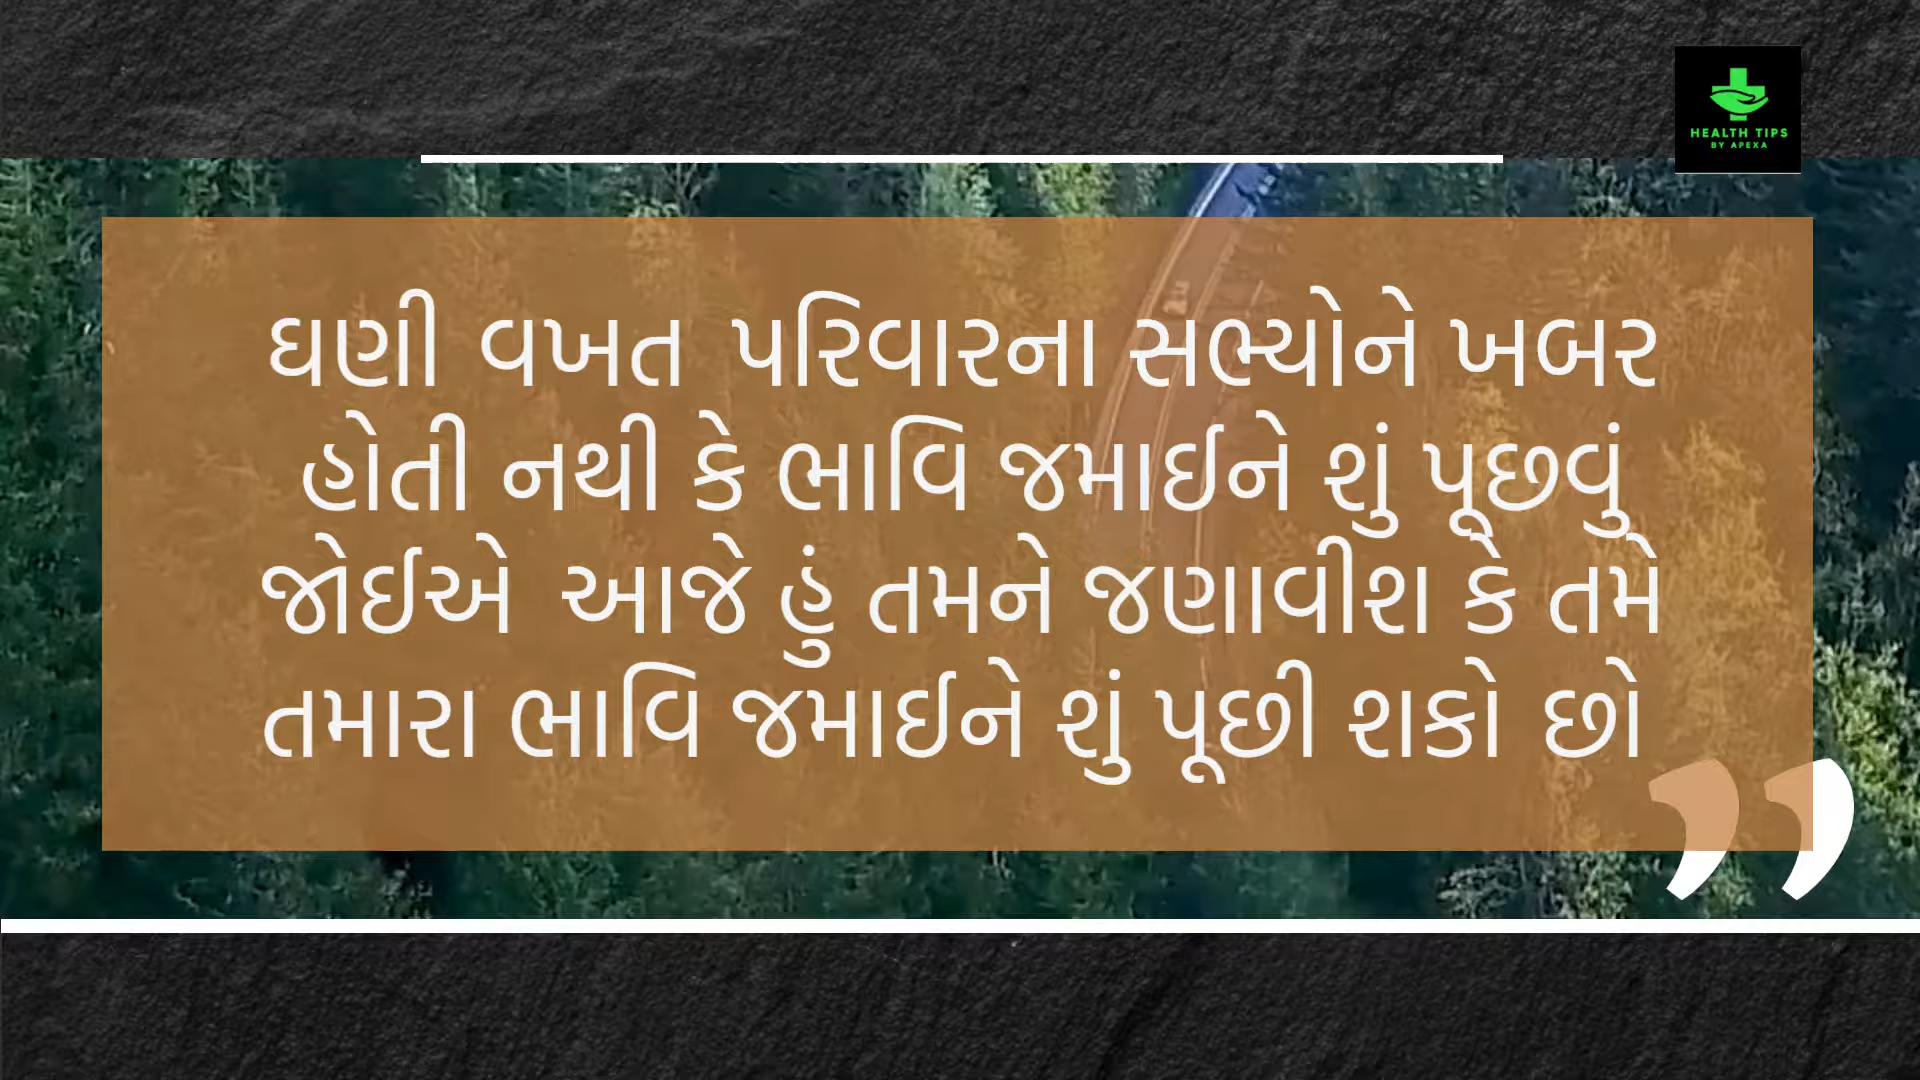 HEALTH TIPS
BY APEXA
ઘણી વખત પરિવારના સભ્યોને ખબર
હોતી નથી કે ભાવિ જમાઈને શું પૂછવું
જોઈએ આજે હું તમને જણાવીશ કે તમે
તમારા ભાવિ જમાઈને શું પૂછી શકો છો
”